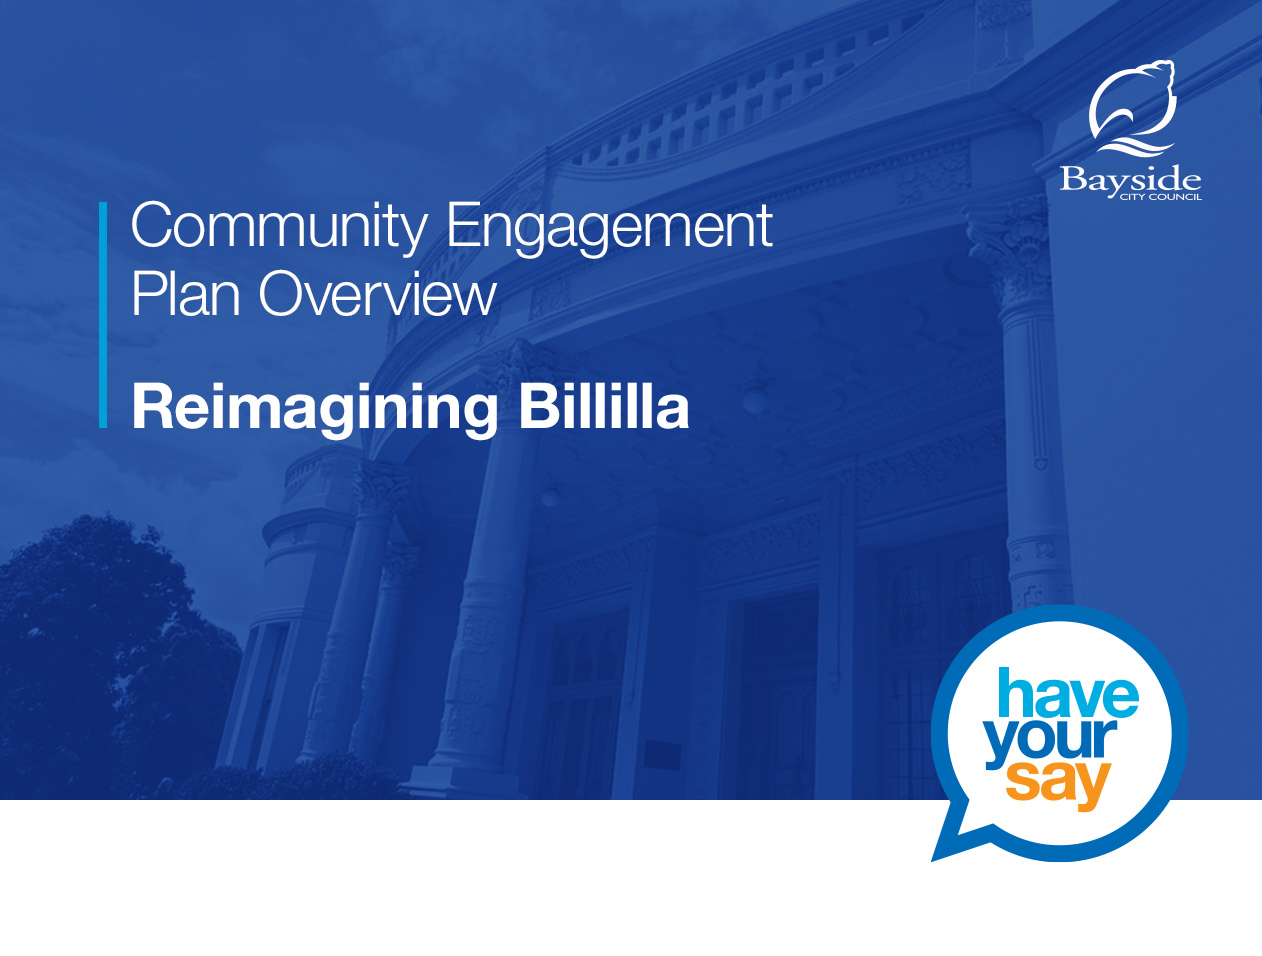 Bayside
CITY COUNCIL
Community Engagement
Plan Overview
Reimagining Billilla
have
your
say